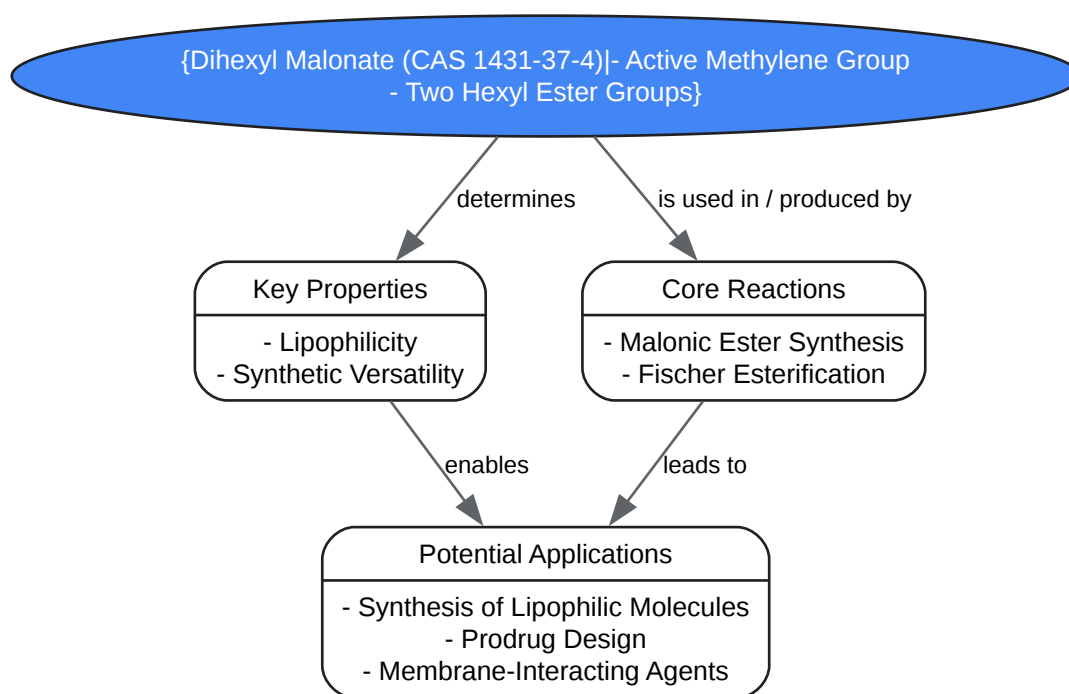 {Dihexyl Malonate (CAS 1431-37-4)|- Active Methylene Group
- Two Hexyl Ester Groups}
determines
is used in / produced by
Key Properties
- Lipophilicity
- Synthetic Versatility
Core Reactions
- Malonic Ester Synthesis
- Fischer Esterification
enables
leads to
Potential Applications
- Synthesis of Lipophilic Molecules
- Prodrug Design
- Membrane-Interacting Agents